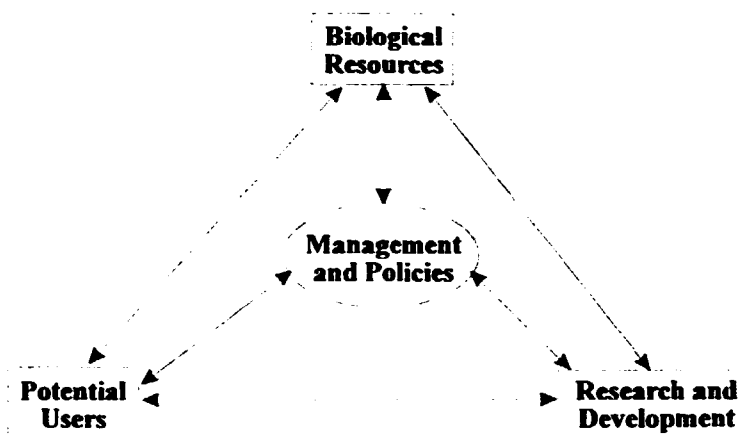 Biological
Resources
Management
and Policies
Potential
Users
Research and
Development